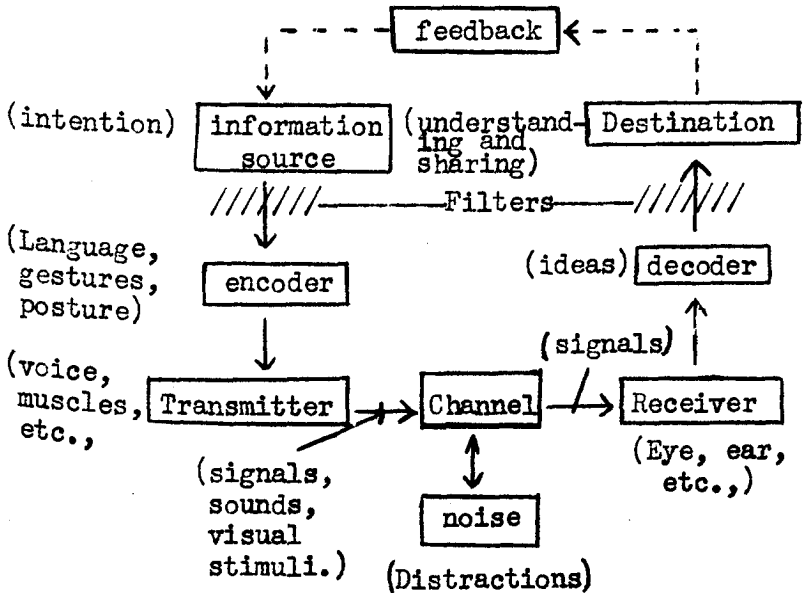 feedback
(intention)
information
source
(understand-
ing and
sharing)
Destination
Filters
(Language,
gestures,
posture)
encoder
(ideas)
decoder
(signals)
(voice,
muscles,
etc.,
Transmitter
Channel
Receiver
(Eye, ear,
etc.,)
(signals,
sounds,
visual
stimuli.)
noise
(Distractions)